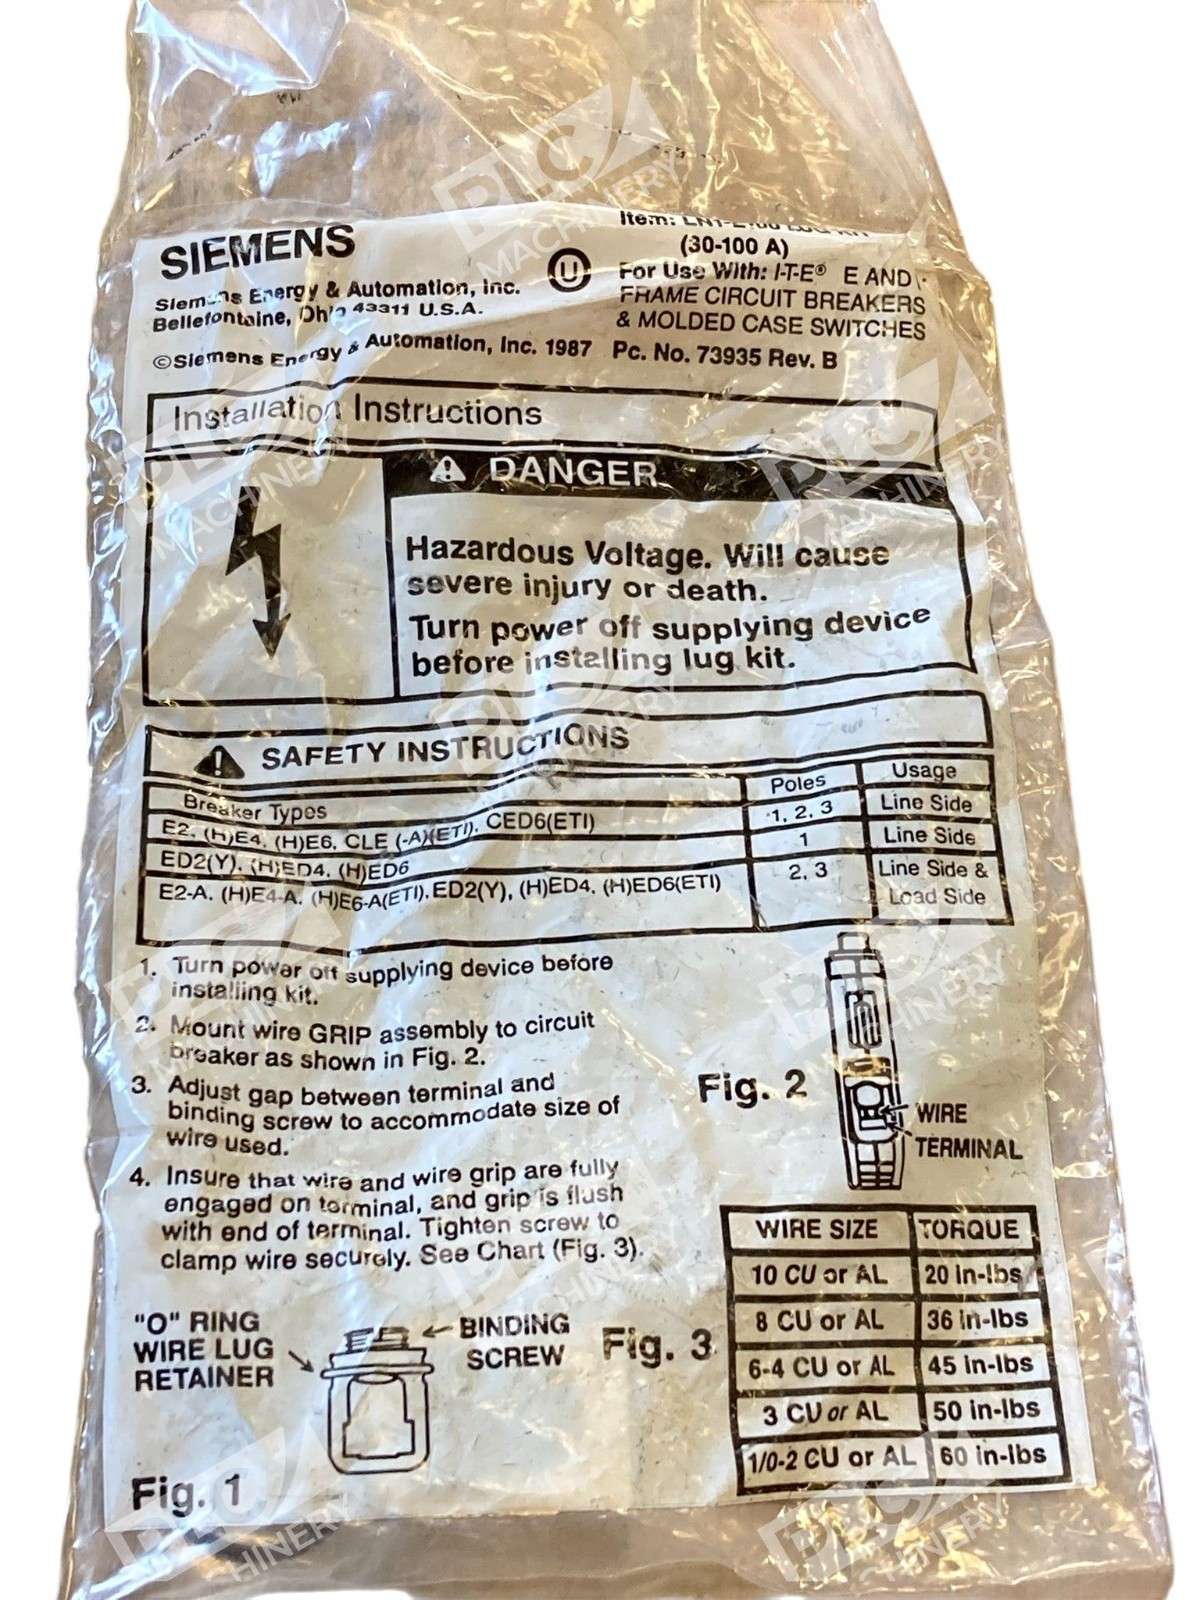 SIEMENS
Siemens Energy & Automation, Inc.
Bellefontaine, Ohio 43311 U.S.A.
©Siemens Energy & Automation, Inc. 1987
U
Item:
(30-100 A)
For Use With: I-T-E® E AND
FRAME CIRCUIT BREAKERS
& MOLDED CASE SWITCHES
Pc. No. 73935 Rev. B
Installation Instructions
DANGER
Hazardous Voltage. Will cause
severe injury or death.
Turn power off supplying device
before installing lug kit.
SAFETY INSTRUCTIONS
Breaker Types Poles Usage
E2, (H)E4, (H)E6, CLE (-A)(ETI), CED6(ETI) 1, 2, 3 Line Side
ED2(Y), (H)ED4, (H)ED6 1 Line Side
E2-A, (H)E4-A, (H)E6-A(ETI), ED2(Y), (H)ED4, (H)ED6(ETI) 2, 3 Line Side &
Load Side
1. Turn power off supplying device before
installing kit.
2. Mount wire GRIP assembly to circuit
breaker as shown in Fig. 2.
3. Adjust gap between terminal and
binding screw to accommodate size of
wire used.
4. Insure that wire and wire grip are fully
engaged on terminal, and grip is flush
with end of terminal. Tighten screw to
clamp wire securely. See Chart (Fig. 3).
Fig. 2
WIRE
TERMINAL
"O" RING
WIRE LUG
RETAINER
BINDING
SCREW
Fig. 1
Fig. 3
WIRE SIZE TORQUE
10 CU or AL 20 in-lbs
8 CU or AL 36 in-lbs
6-4 CU or AL 45 in-lbs
3 CU or AL 50 in-lbs
1/0-2 CU or AL 60 in-lbs
PLC MACHINERY